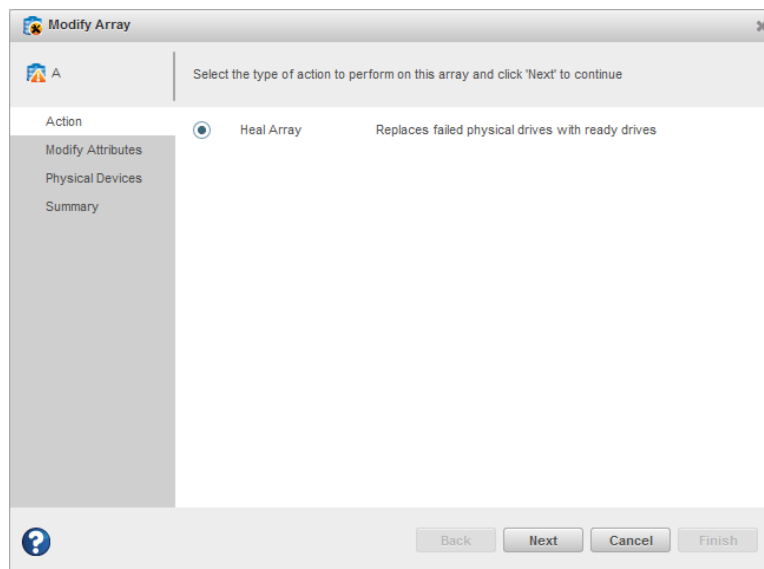 Modify Array
A
Select the type of action to perform on this array and click 'Next' to continue
Action
Heal Array Replaces failed physical drives with ready drives
Modify Attributes
Physical Devices
Summary
?
Back Next Cancel Finish